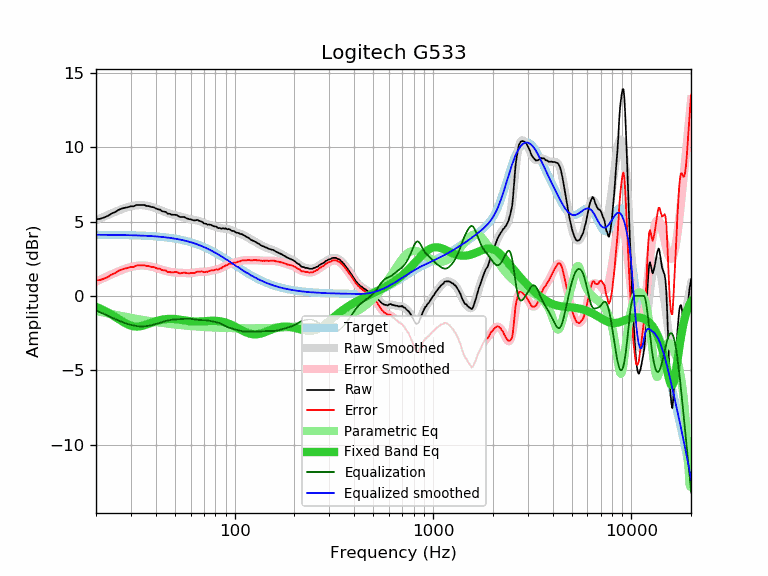 Logitech G533
Amplitude (dBr)
15
10
5
0
−5
−10
Target
Raw Smoothed
Error Smoothed
Raw
Error
Parametric Eq
Fixed Band Eq
Equalization
Equalized smoothed
100
1000
10000
Frequency (Hz)